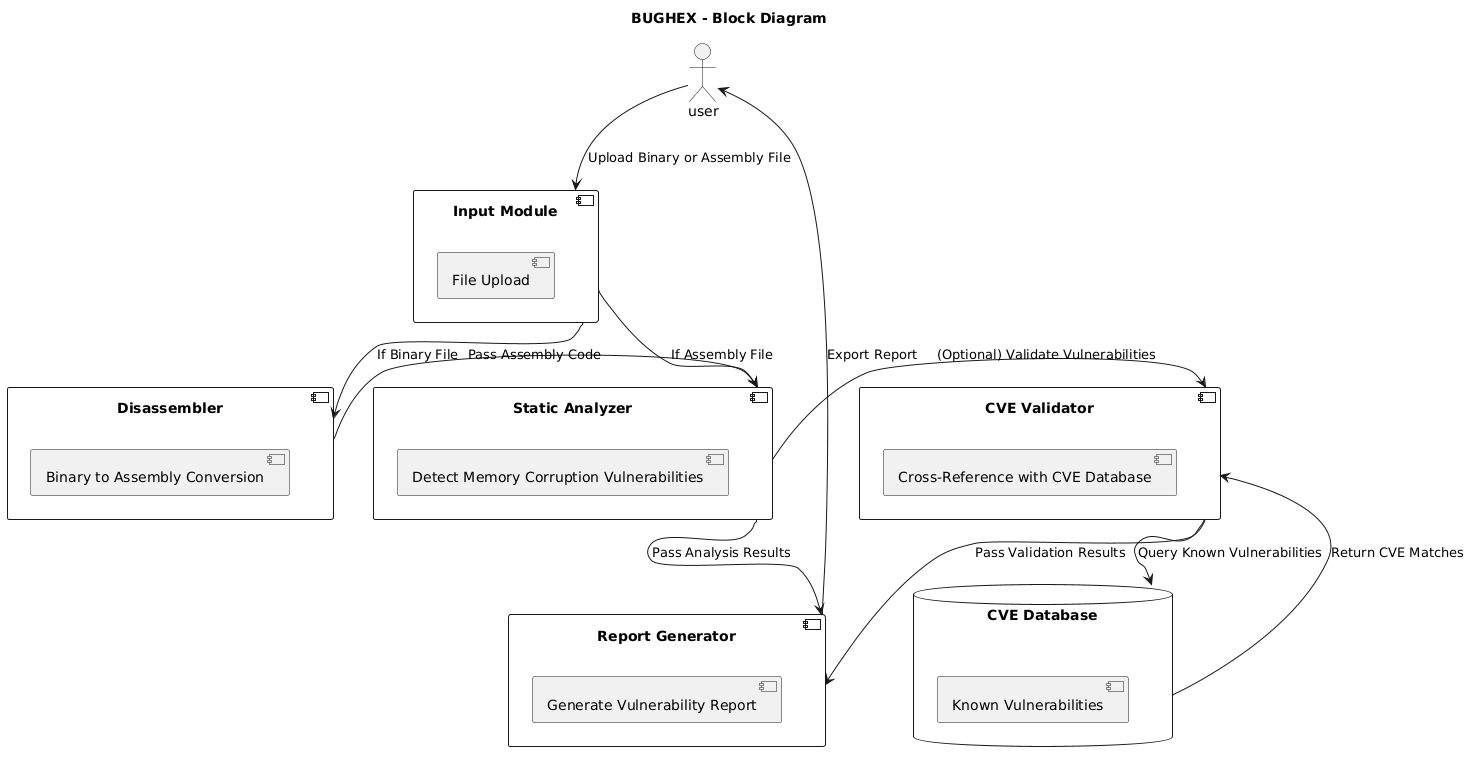 BUGHEX - Block Diagram
user
Upload Binary or Assembly File
Input Module
File Upload
If Binary File
Pass Assembly Code
If Assembly File
Export Report
(Optional) Validate Vulnerabilities
Disassembler
Static Analyzer
CVE Validator
Binary to Assembly Conversion
Detect Memory Corruption Vulnerabilities
Cross-Reference with CVE Database
Pass Analysis Results
Pass Validation Results
Query Known Vulnerabilities
Return CVE Matches
Report Generator
CVE Database
Generate Vulnerability Report
Known Vulnerabilities